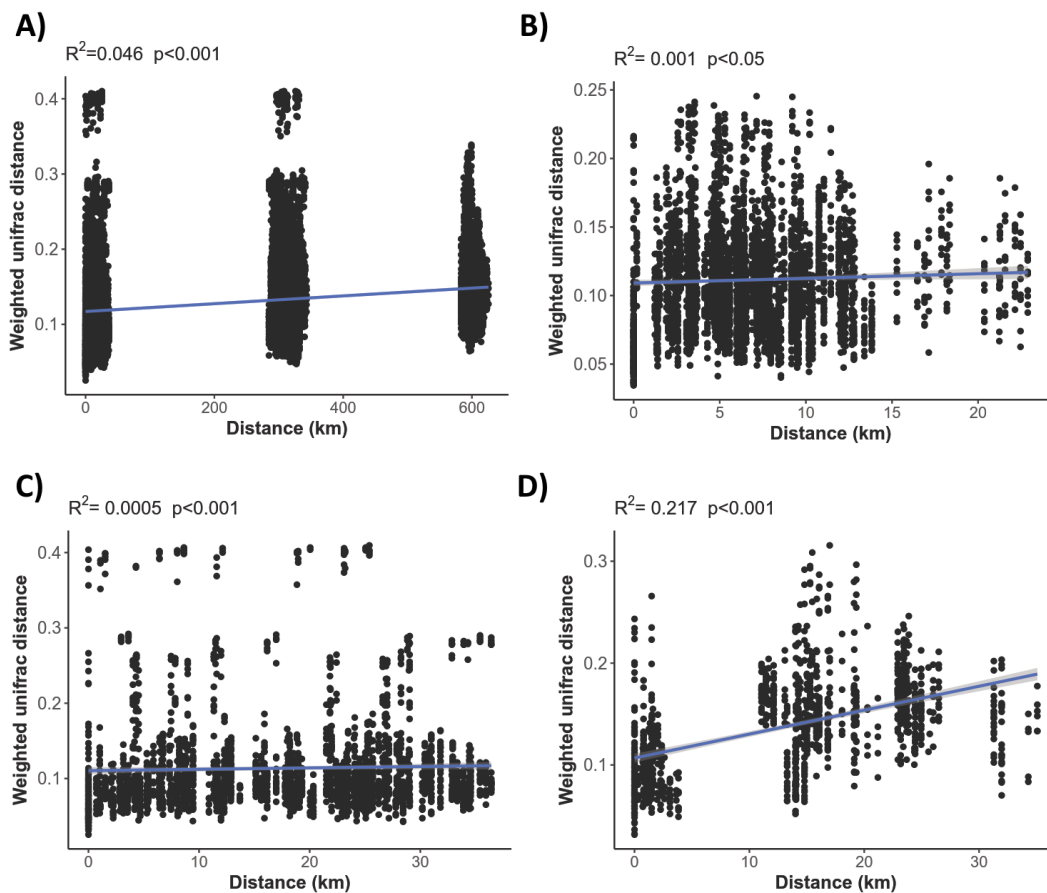 A)
R²=0.046 p<0.001
Weighted unifrac distance
0.4
0.3
0.2
0.1
0
200
400
600
Distance (km)
B)
R²= 0.001 p<0.05
Weighted unifrac distance
0.25
0.20
0.15
0.10
0.05
0
5
10
15
20
Distance (km)
C)
R²= 0.0005 p<0.001
Weighted unifrac distance
0.4
0.3
0.2
0.1
0
10
20
30
Distance (km)
D)
R²= 0.217 p<0.001
Weighted unifrac distance
0.3
0.2
0.1
0
10
20
30
Distance (km)